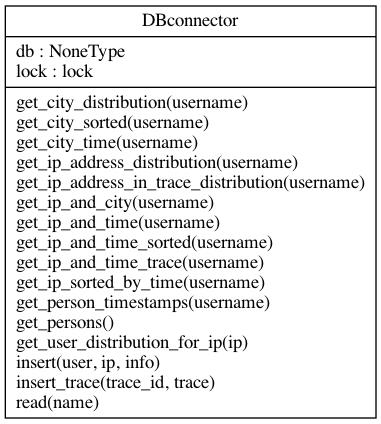 DBconnector
db : NoneType
lock : lock
get_city_distribution(username)
get_city_sorted(username)
get_city_time(username)
get_ip_address_distribution(username)
get_ip_address_in_trace_distribution(username)
get_ip_and_city(username)
get_ip_and_time(username)
get_ip_and_time_sorted(username)
get_ip_and_time_trace(username)
get_ip_sorted_by_time(username)
get_person_timestamps(username)
get_persons()
get_user_distribution_for_ip(ip)
insert(user, ip, info)
insert_trace(trace_id, trace)
read(name)